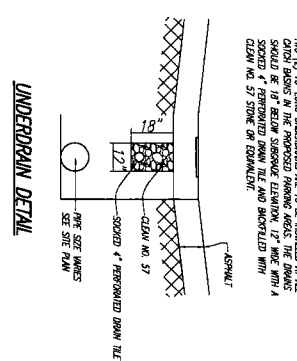 CATCH BASINS IN THE PROPOSED PARKING AREAS. THE DRAINS
SHOULD BE 18" BELOW SUBGRADE ELEVATION, 12" WIDE WITH A
SOCKED 4" PERFORATED DRAIN TILE AND BACKFILLED WITH
CLEAN NO. 57 STONE OR EQUIVALENT.
ASPHALT
18"
12"
CLEAN NO. 57
SOCKED 4" PERFORATED DRAIN TILE
PIPE SIZE VARIES
SEE SITE PLAN
UNDERDRAIN DETAIL